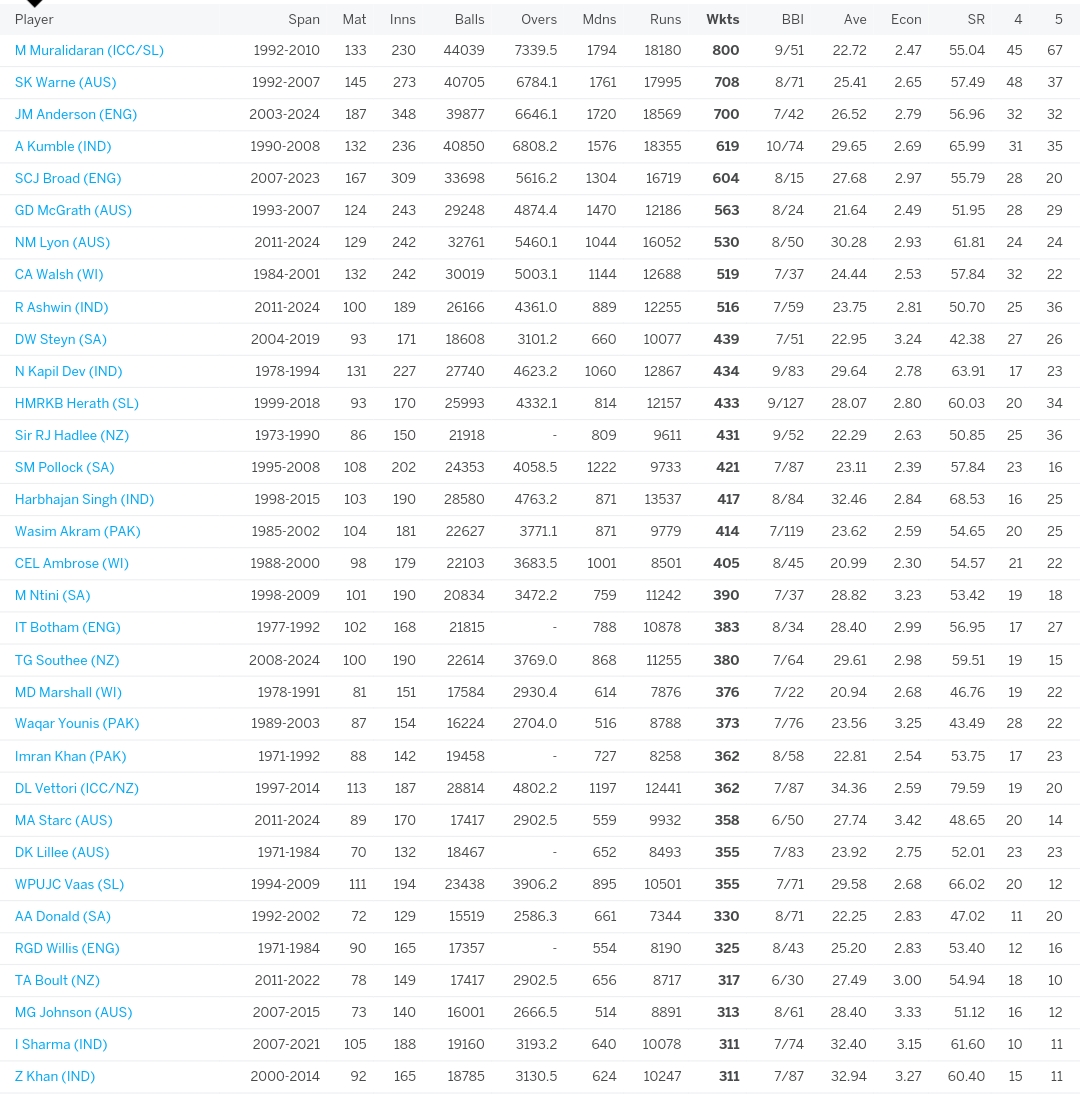 Player Span Mat Inns Balls Overs Mdns Runs Wkts BBI Ave Econ SR 4 5
M Muralidaran (ICC/SL) 1992-2010 133 230 44039 7339.5 1794 18180 800 9/51 22.72 2.47 55.04 45 67
SK Warne (AUS) 1992-2007 145 273 40705 6784.1 1761 17995 708 8/71 25.41 2.65 57.49 48 37
JM Anderson (ENG) 2003-2024 187 348 39877 6646.1 1720 18569 700 7/42 26.52 2.79 56.96 32 32
A Kumble (IND) 1990-2008 132 236 40850 6808.2 1576 18355 619 10/74 29.65 2.69 65.99 31 35
SCJ Broad (ENG) 2007-2023 167 309 33698 5616.2 1304 16719 604 8/15 27.68 2.97 55.79 28 20
GD McGrath (AUS) 1993-2007 124 243 29248 4874.4 1470 12186 563 8/24 21.64 2.49 51.95 28 29
NM Lyon (AUS) 2011-2024 129 242 32761 5460.1 1044 16052 530 8/50 30.28 2.93 61.81 24 24
CA Walsh (WI) 1984-2001 132 242 30019 5003.1 1144 12688 519 7/37 24.44 2.53 57.84 32 22
R Ashwin (IND) 2011-2024 100 189 26166 4361.0 889 12255 516 7/59 23.75 2.81 50.70 25 36
DW Steyn (SA) 2004-2019 93 171 18608 3101.2 660 10077 439 7/51 22.95 3.24 42.38 27 26
N Kapil Dev (IND) 1978-1994 131 227 27740 4623.2 1060 12867 434 9/83 29.64 2.78 63.91 17 23
HMRKB Herath (SL) 1999-2018 93 170 25993 4332.1 814 12157 433 9/127 28.07 2.80 60.03 20 34
Sir RJ Hadlee (NZ) 1973-1990 86 150 21918 - 809 9611 431 9/52 22.29 2.63 50.85 25 36
SM Pollock (SA) 1995-2008 108 202 24353 4058.5 1222 9733 421 7/87 23.11 2.39 57.84 23 16
Harbhajan Singh (IND) 1998-2015 103 190 28580 4763.2 871 13537 417 8/84 32.46 2.84 68.53 16 25
Wasim Akram (PAK) 1985-2002 104 181 22627 3771.1 871 9779 414 7/119 23.62 2.59 54.65 20 25
CEL Ambrose (WI) 1988-2000 98 179 22103 3683.5 1001 8501 405 8/45 20.99 2.30 54.57 21 22
M Ntini (SA) 1998-2009 101 190 20834 3472.2 759 11242 390 7/37 28.82 3.23 53.42 19 18
IT Botham (ENG) 1977-1992 102 168 21815 - 788 10878 383 8/34 28.40 2.99 56.95 17 27
TG Southee (NZ) 2008-2024 100 190 22614 3769.0 868 11255 380 7/64 29.61 2.98 59.51 19 15
MD Marshall (WI) 1978-1991 81 151 17584 2930.4 614 7876 376 7/22 20.94 2.68 46.76 19 22
Waqar Younis (PAK) 1989-2003 87 154 16224 2704.0 516 8788 373 7/76 23.56 3.25 43.49 28 22
Imran Khan (PAK) 1971-1992 88 142 19458 - 727 8258 362 8/58 22.81 2.54 53.75 17 23
DL Vettori (ICC/NZ) 1997-2014 113 187 28814 4802.2 1197 12441 362 7/87 34.36 2.59 79.59 19 20
MA Starc (AUS) 2011-2024 89 170 17417 2902.5 559 9932 358 6/50 27.74 3.42 48.65 20 14
DK Lillee (AUS) 1971-1984 70 132 18467 - 652 8493 355 7/83 23.92 2.75 52.01 23 23
WPUJC Vaas (SL) 1994-2009 111 194 23438 3906.2 895 10501 355 7/71 29.58 2.68 66.02 20 12
AA Donald (SA) 1992-2002 72 129 15519 2586.3 661 7344 330 8/71 22.25 2.83 47.02 11 20
RGD Willis (ENG) 1971-1984 90 165 17357 - 554 8190 325 8/43 25.20 2.83 53.40 12 16
TA Boult (NZ) 2011-2022 78 149 17417 2902.5 656 8717 317 6/30 27.49 3.00 54.94 18 10
MG Johnson (AUS) 2007-2015 73 140 16001 2666.5 514 8891 313 8/61 28.40 3.33 51.12 16 12
I Sharma (IND) 2007-2021 105 188 19160 3193.2 640 10078 311 7/74 32.40 3.15 61.60 10 11
Z Khan (IND) 2000-2014 92 165 18785 3130.5 624 10247 311 7/87 32.94 3.27 60.40 15 11